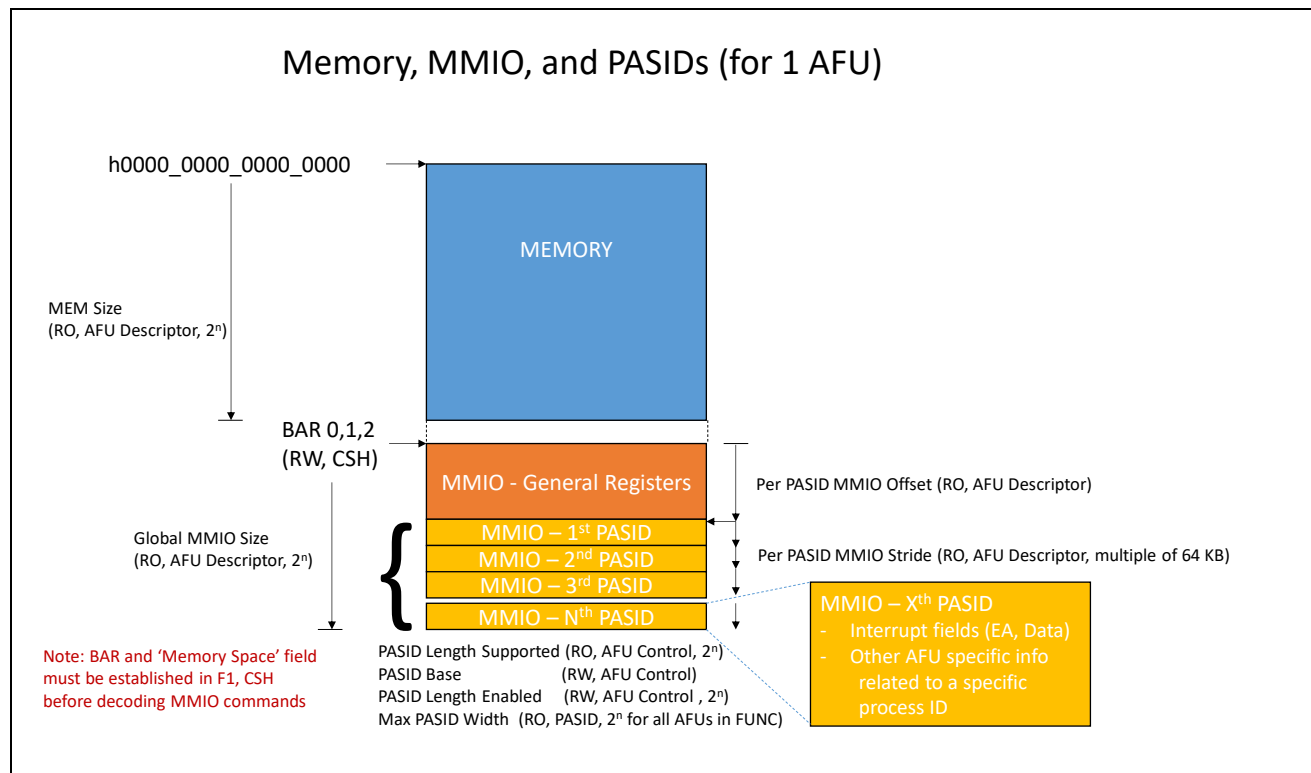 Memory, MMIO, and PASIDs (for 1 AFU)
h0000_0000_0000_0000
MEMORY
MEM Size
(RO, AFU Descriptor, 2ⁿ)
BAR 0,1,2
(RW, CSH)
MMIO - General Registers
Per PASID MMIO Offset (RO, AFU Descriptor)
Global MMIO Size
(RO, AFU Descriptor, 2ⁿ)
{
MMIO – 1ˢᵗ PASID
MMIO – 2ⁿᵈ PASID
MMIO – 3ʳᵈ PASID
MMIO – Nᵗʰ PASID
Per PASID MMIO Stride (RO, AFU Descriptor, multiple of 64 KB)
MMIO – Xᵗʰ PASID
- Interrupt fields (EA, Data)
- Other AFU specific info
related to a specific
process ID
Note: BAR and ‘Memory Space’ field
must be established in F1, CSH
before decoding MMIO commands
PASID Length Supported (RO, AFU Control, 2ⁿ)
PASID Base (RW, AFU Control)
PASID Length Enabled (RW, AFU Control , 2ⁿ)
Max PASID Width (RO, PASID, 2ⁿ for all AFUs in FUNC)